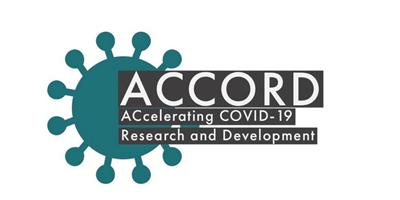 ACCORD
ACcelerating COVID-19
Research and Development